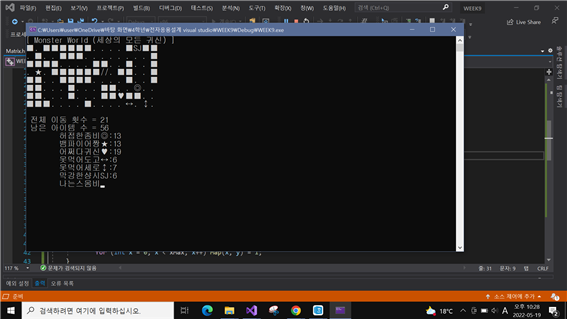 파일(F) 편집(E) 보기(V) 프로젝트(P) 빌드(B) 디버그(D) 테스트(S) 분석(N) 도구(T) 확장(X) 창(W) 도움말(H) 검색(Ctrl+Q) WEEK9
Live Share
C:\Users\user\OneDrive\바탕 화면\4학년\전자응용설계 visual studio\WEEK9\Debug\WEEK9.exe
[ Monster World (세상의 모든 귀신) ]
전체 이동 횟수 = 21
남은 아이템 수 = 56
허접한좀비◎:13
뱀파이어짱★:13
어쩌다귀신♥:19
못먹어도고↔:6
못먹어세로↕:7
막강한상시SJ:6
나는스몸비
for (int x = 0; x < xMax; x++) Map(x, y) = 1;
117 % 문제가 검색되지 않음 줄: 31 문자: 9 탭 CRLF
예외 설정 출력 오류 목록
준비 소스 제어에 추가
검색하려면 여기에 입력하십시오. 18°C A 오후 10:28
2022-05-19